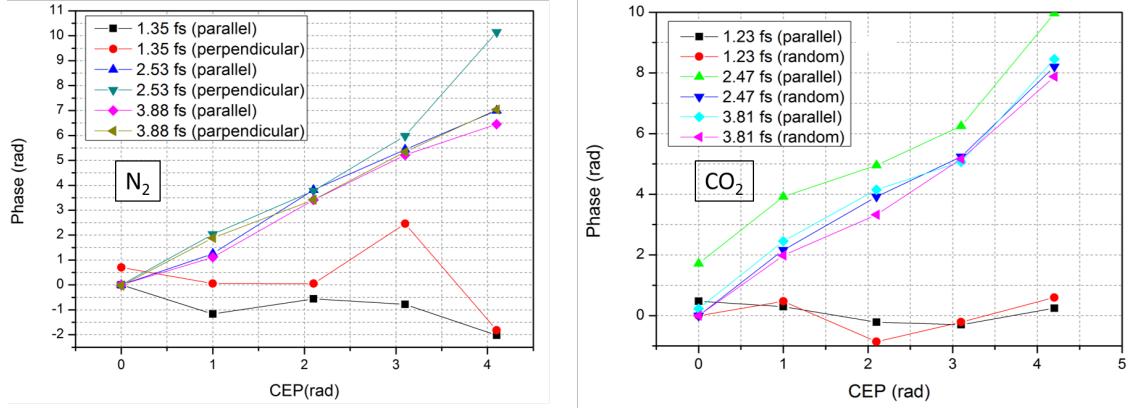 11
10
9
8
7
6
5
4
3
2
1
0
-1
-2
Phase (rad)
1.35 fs (parallel)
1.35 fs (perpendicular)
2.53 fs (parallel)
2.53 fs (perpendicular)
3.88 fs (parallel)
3.88 fs (parpendicular)
N2
0 1 2 3 4
CEP(rad)
10
8
6
4
2
0
Phase (rad)
1.23 fs (parallel)
1.23 fs (random)
2.47 fs (parallel)
2.47 fs (random)
3.81 fs (parallel)
3.81 fs (random)
CO2
0 1 2 3 4 5
CEP (rad)